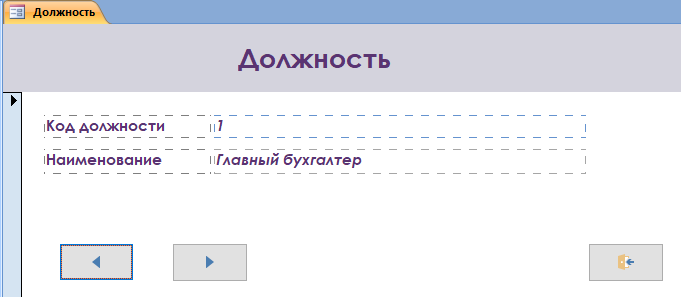 Должность
Должность
Код должности 1
Наименование Главный бухгалтер